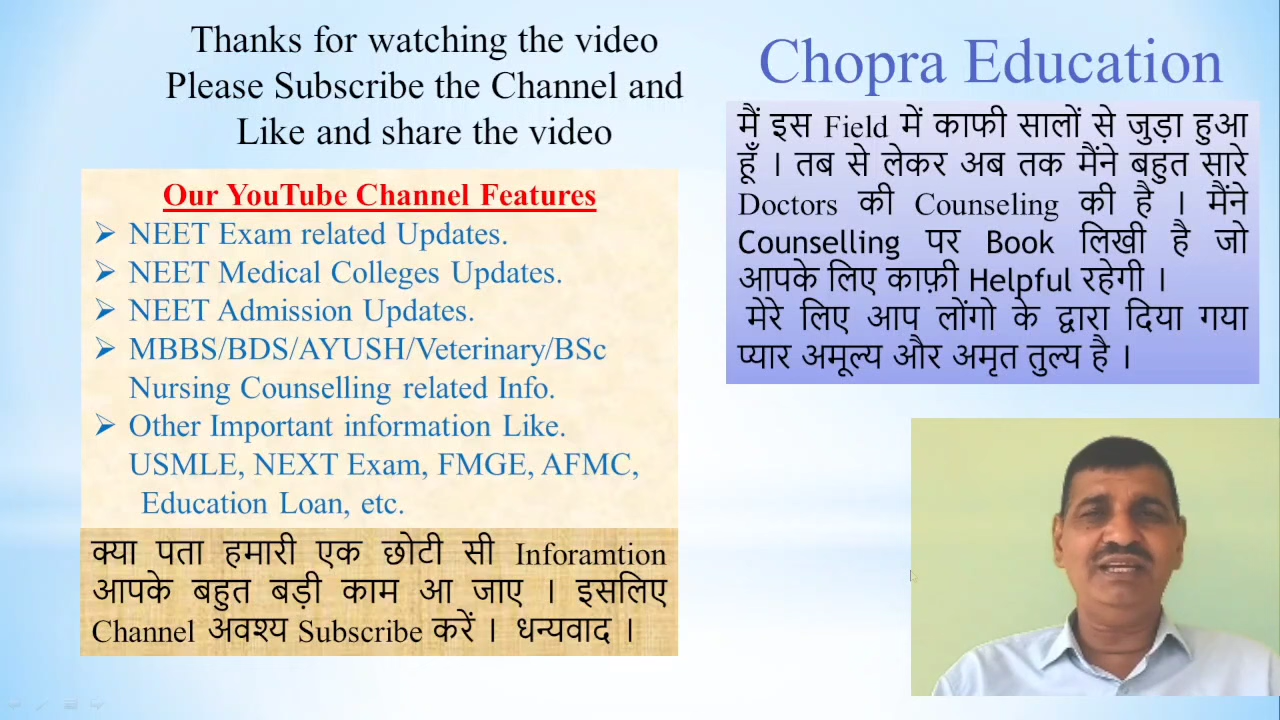 Thanks for watching the video
Please Subscribe the Channel and
Like and share the video
Our YouTube Channel Features
➢ NEET Exam related Updates.
➢ NEET Medical Colleges Updates.
➢ NEET Admission Updates.
➢ MBBS/BDS/AYUSH/Veterinary/BSc
Nursing Counselling related Info.
➢ Other Important information Like.
USMLE, NEXT Exam, FMGE, AFMC,
Education Loan, etc.
क्या पता हमारी एक छोटी सी Inforamtion
आपके बहुत बड़ी काम आ जाए । इसलिए
Channel अवश्य Subscribe करें । धन्यवाद ।
Chopra Education
मैं इस Field में काफी सालों से जुड़ा हुआ
हूँ । तब से लेकर अब तक मैंने बहुत सारे
Doctors की Counseling की है । मैंने
Counselling पर Book लिखी है जो
आपके लिए काफ़ी Helpful रहेगी ।
मेरे लिए आप लोंगो के द्वारा दिया गया
प्यार अमूल्य और अमृत तुल्य है ।